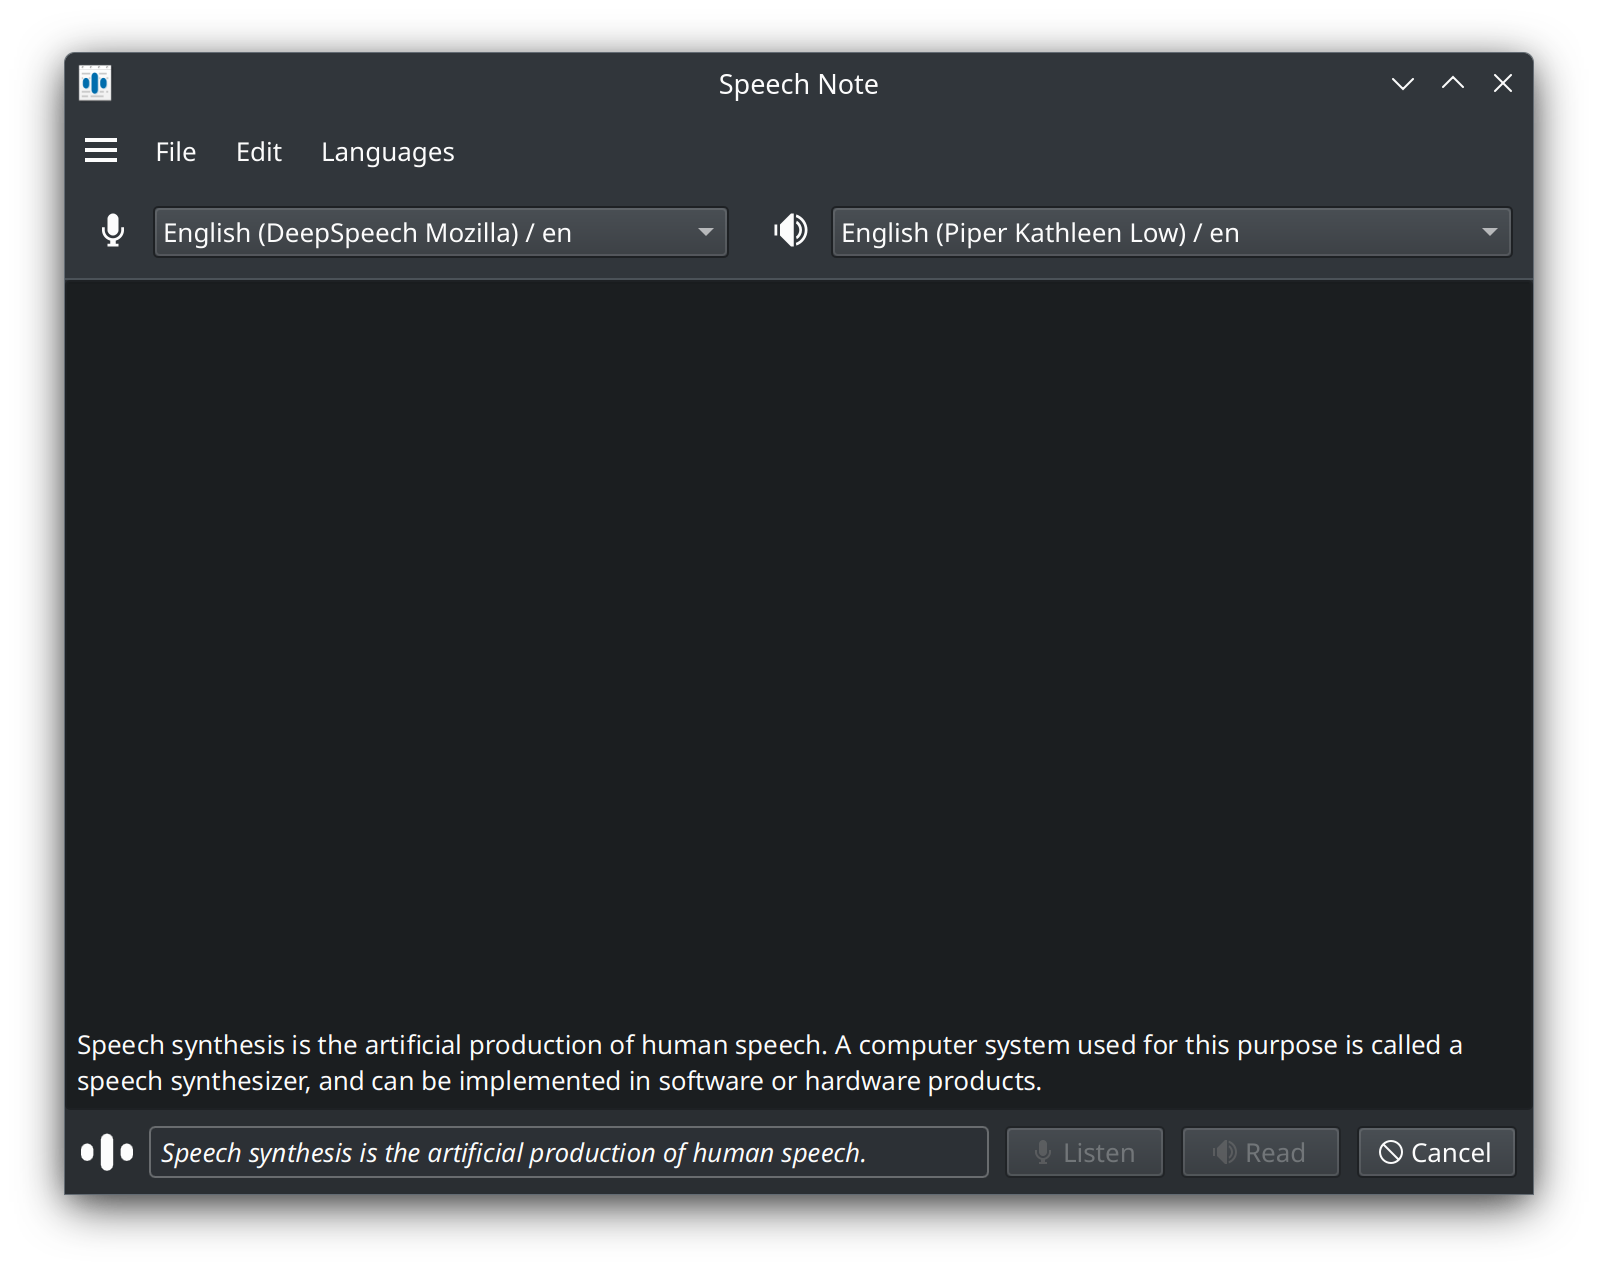 Speech Note
File Edit Languages
English (DeepSpeech Mozilla) / en English (Piper Kathleen Low) / en
Speech synthesis is the artificial production of human speech. A computer system used for this purpose is called a
speech synthesizer, and can be implemented in software or hardware products.
Speech synthesis is the artificial production of human speech. Listen Read Cancel